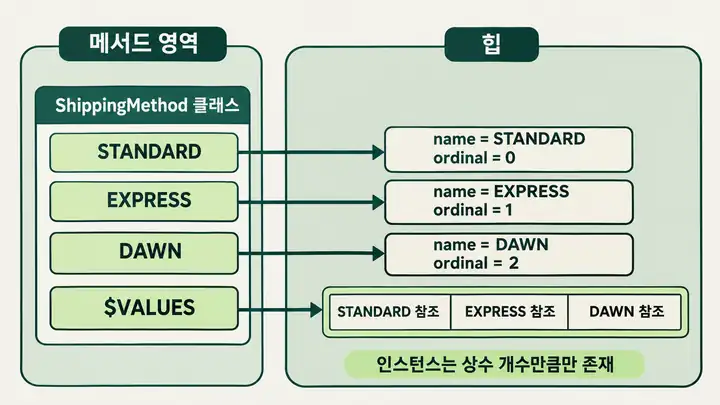 메서드 영역
ShippingMethod 클래스
STANDARD
EXPRESS
DAWN
$VALUES
힙
name = STANDARD
ordinal = 0
name = EXPRESS
ordinal = 1
name = DAWN
ordinal = 2
STANDARD 참조
EXPRESS 참조
DAWN 참조
인스턴스는 상수 개수만큼만 존재